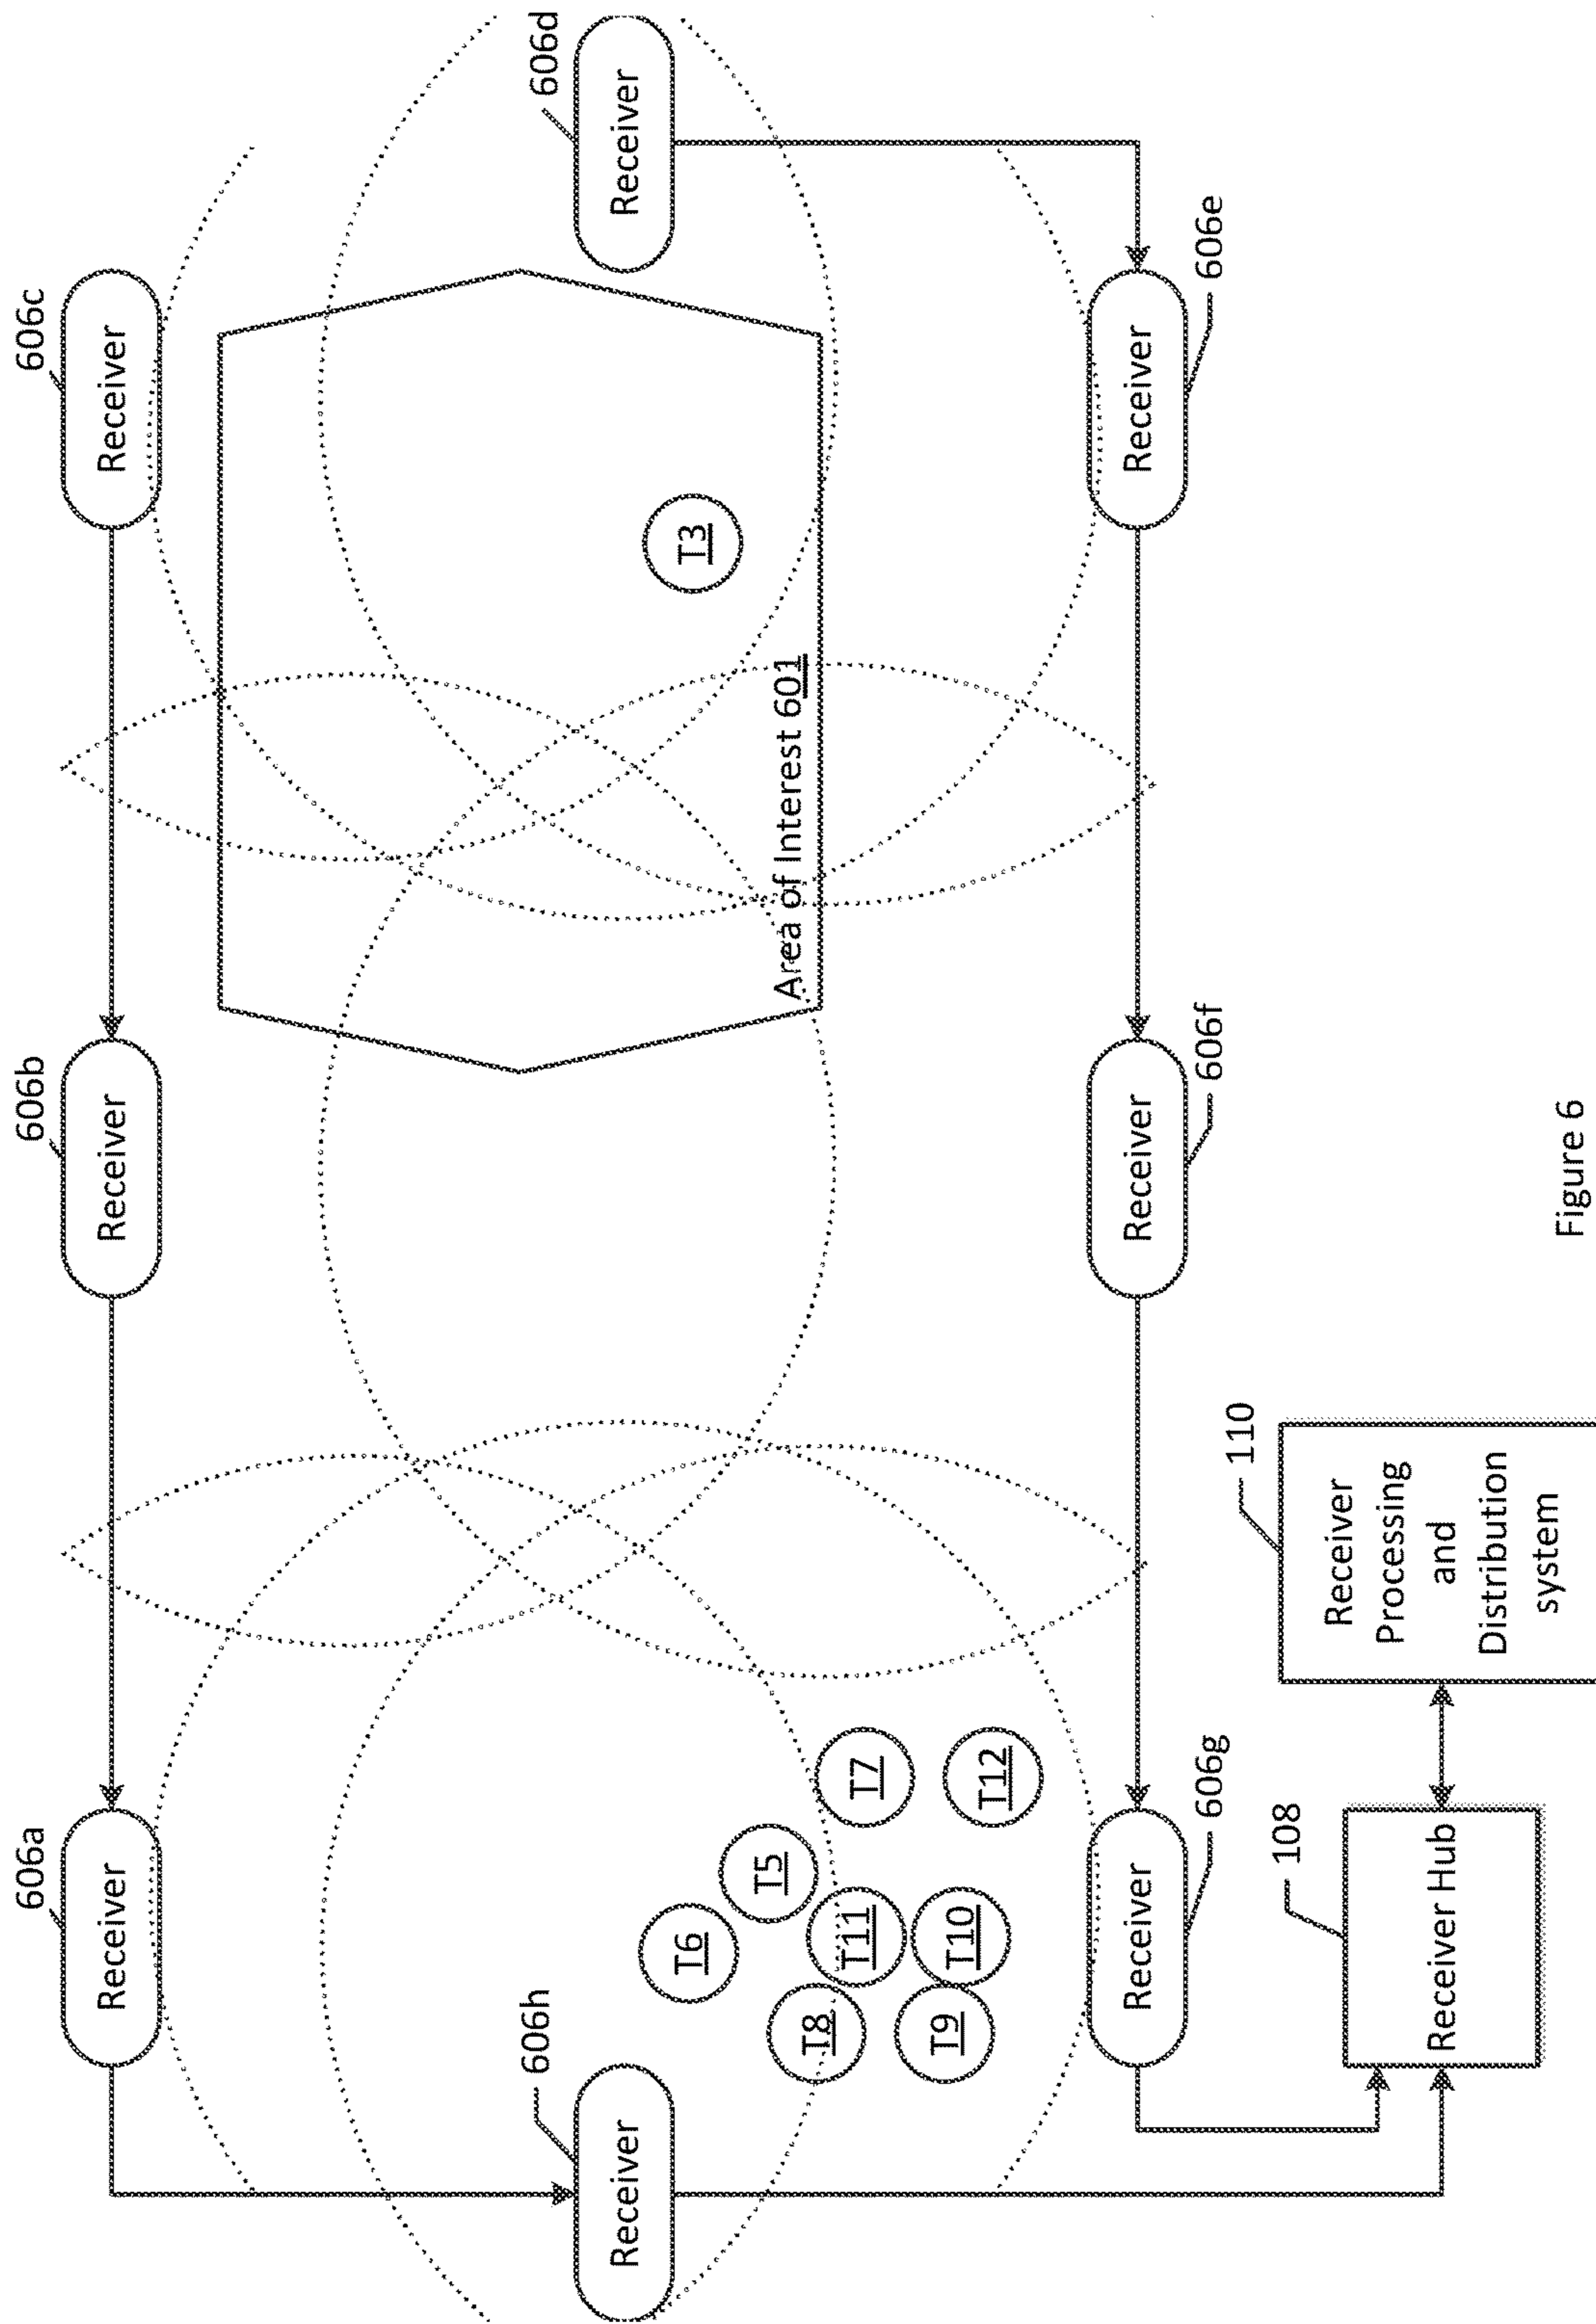 606a
606b
606c
Receiver
Receiver
Receiver
606h
606d
Receiver
Receiver
T6
T3
T5
Area of Interest 601
T8
T11
T7
T9
T10
T12
Receiver
Receiver
Receiver
606g
606f
606e
108
110
Receiver Hub
Receiver
Processing
and
Distribution
system
Figure 6